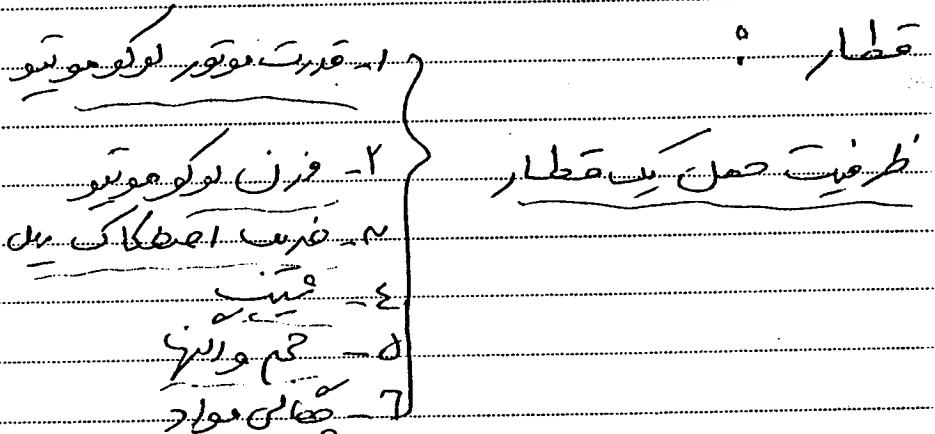 قطار :
ظرفیت حمل یک قطار
۱- قدرت موتور لوکوموتیو
۲- وزن لوکوموتیو
۳- ضریب اصطکاک ریل
۴- شیب
۵- حجم واگنها
۶- چگالی مواد